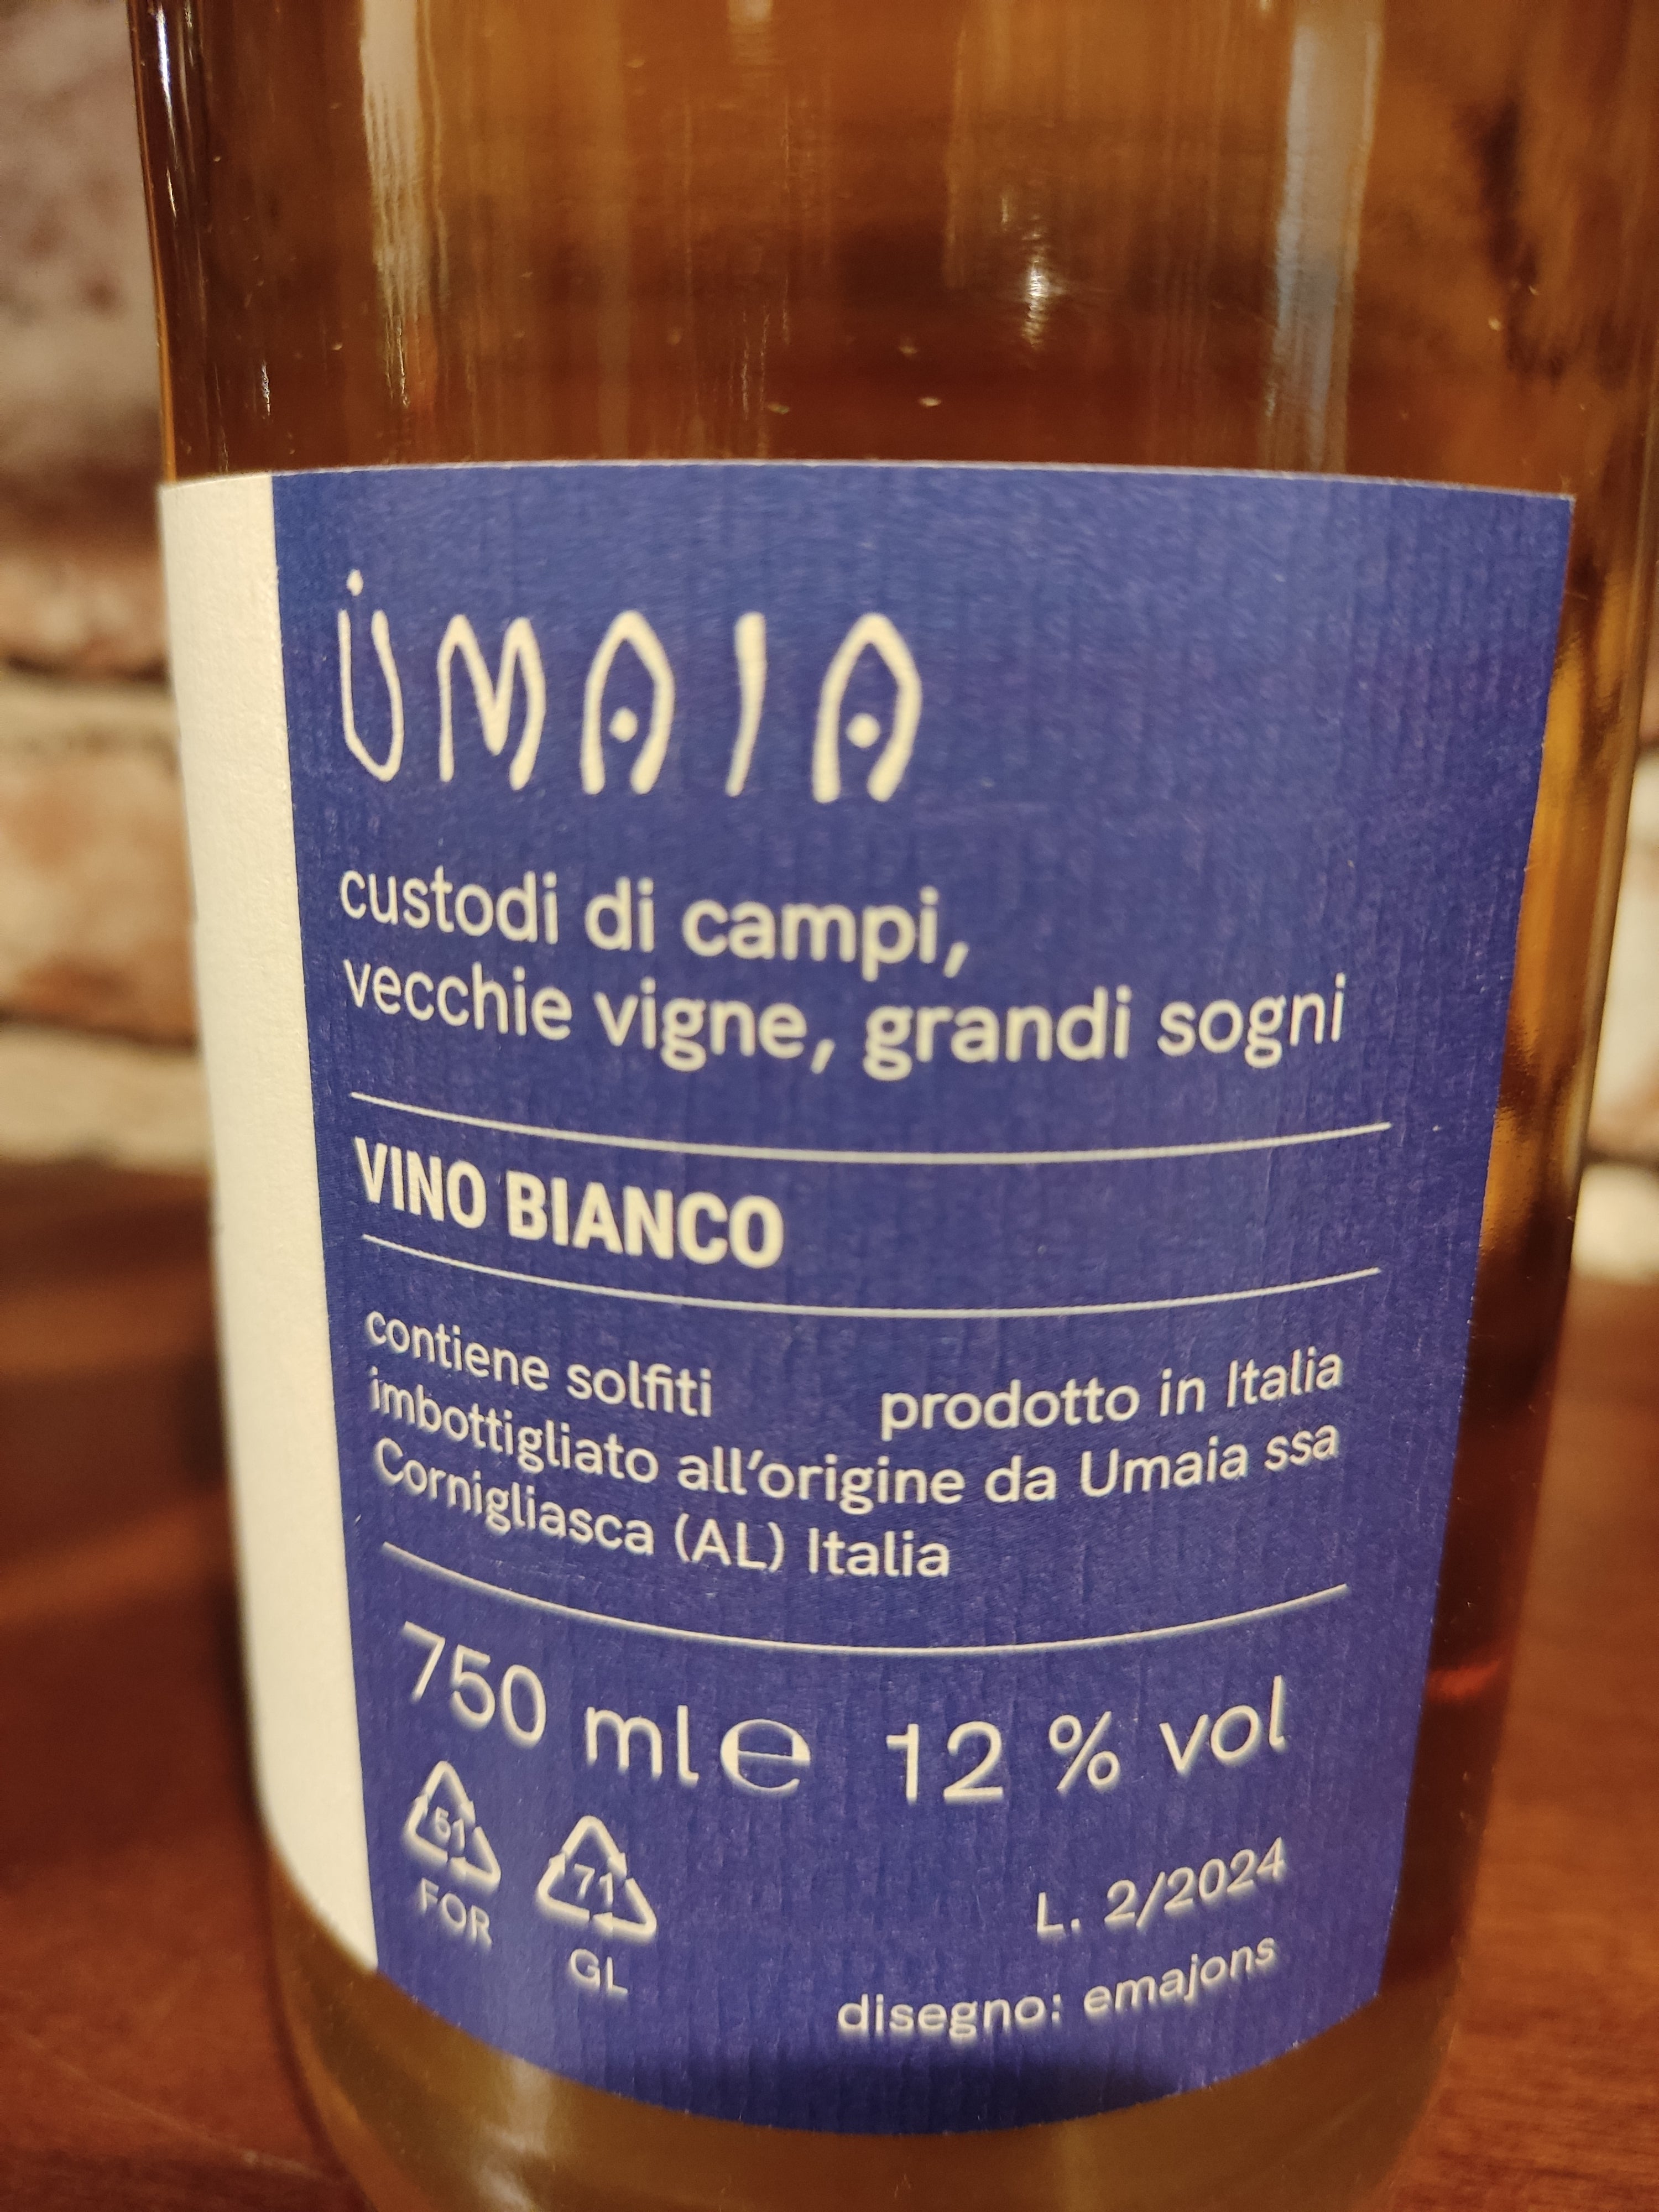 UMAIA
custodi di campi,
vecchie vigne, grandi sogni
VINO BIANCO
contiene solfiti prodotto in Italia
imbottigliato all'origine da Umaia ssa
Cornigliasca (AL) Italia
750 ml e 12 % vol
51 71
FOR GL
L. 2/2024
disegno: emajons